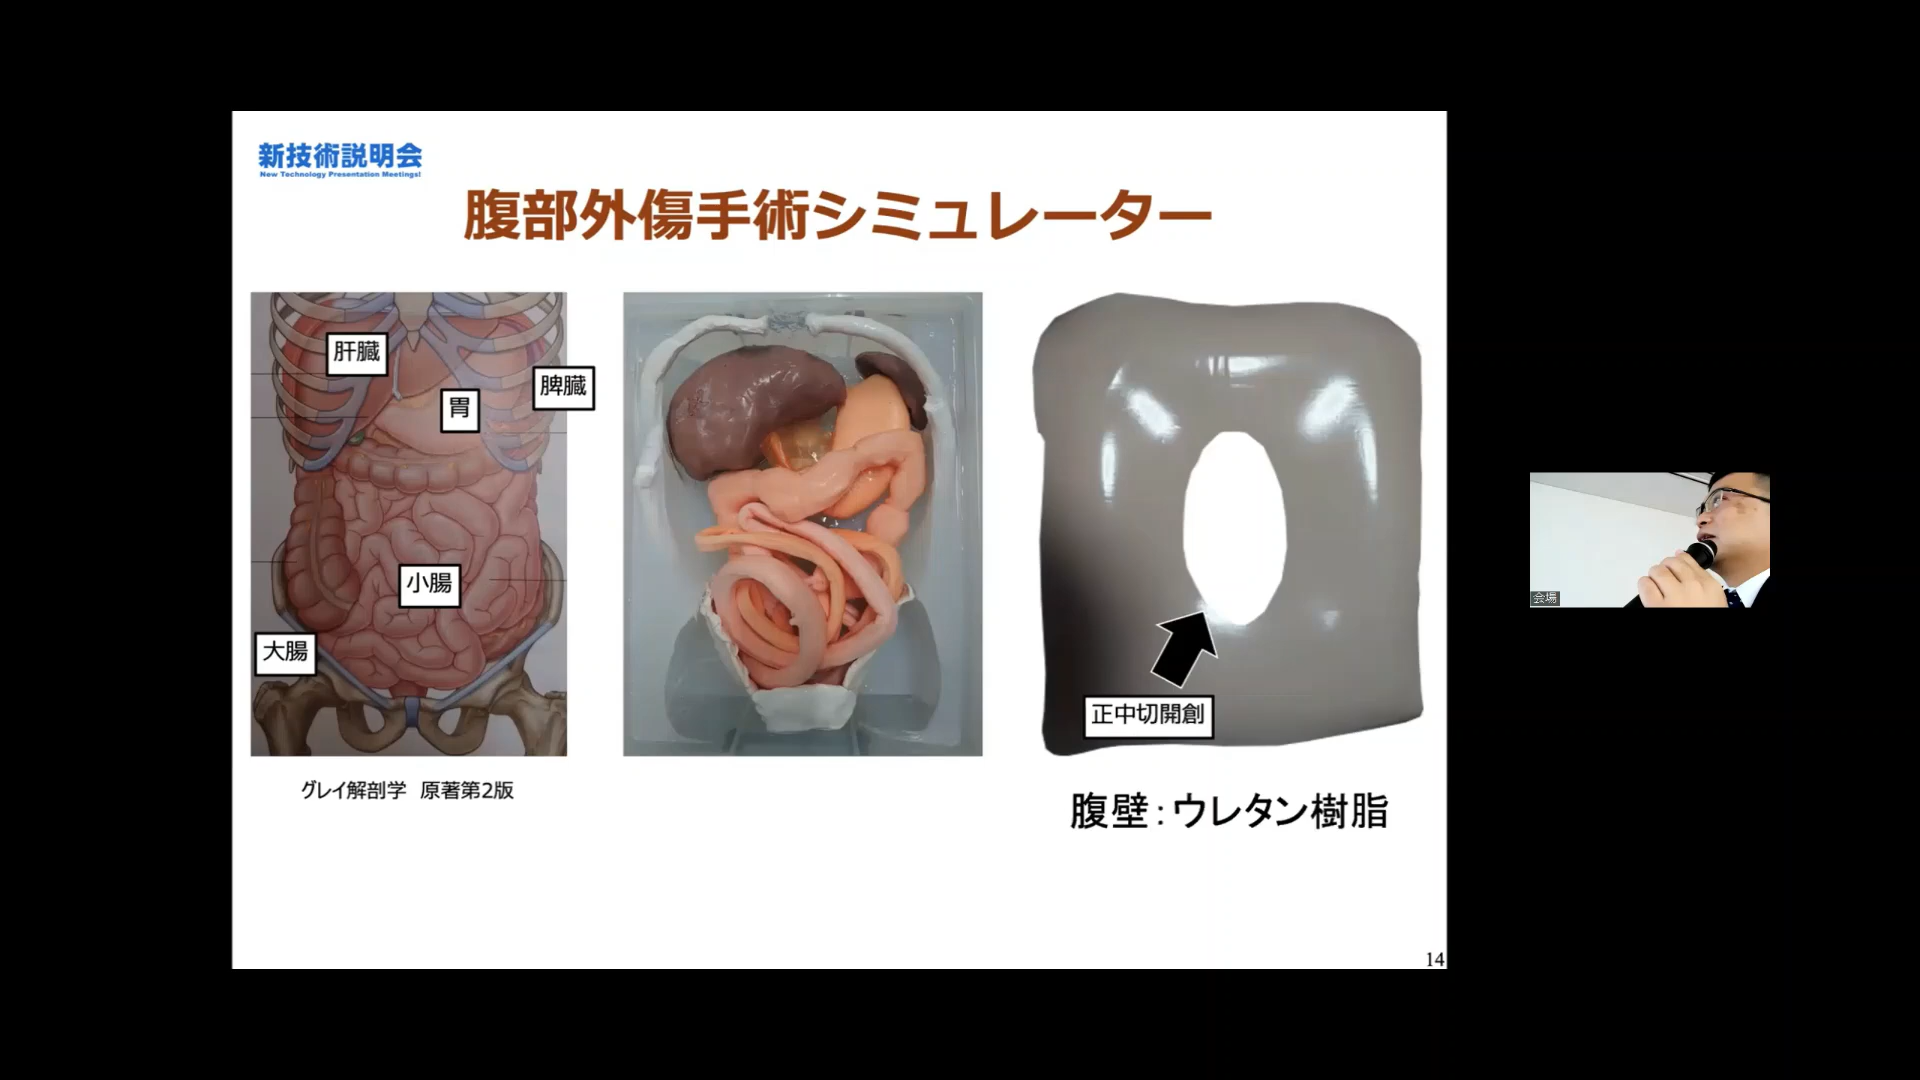 新技術説明会
New Technology Presentation Meetings!
腹部外傷手術シミュレーター
肝臓
脾臓
胃
小腸
大腸
正中切開創
グレイ解剖学 原著第2版
腹壁:ウレタン樹脂
会場
14